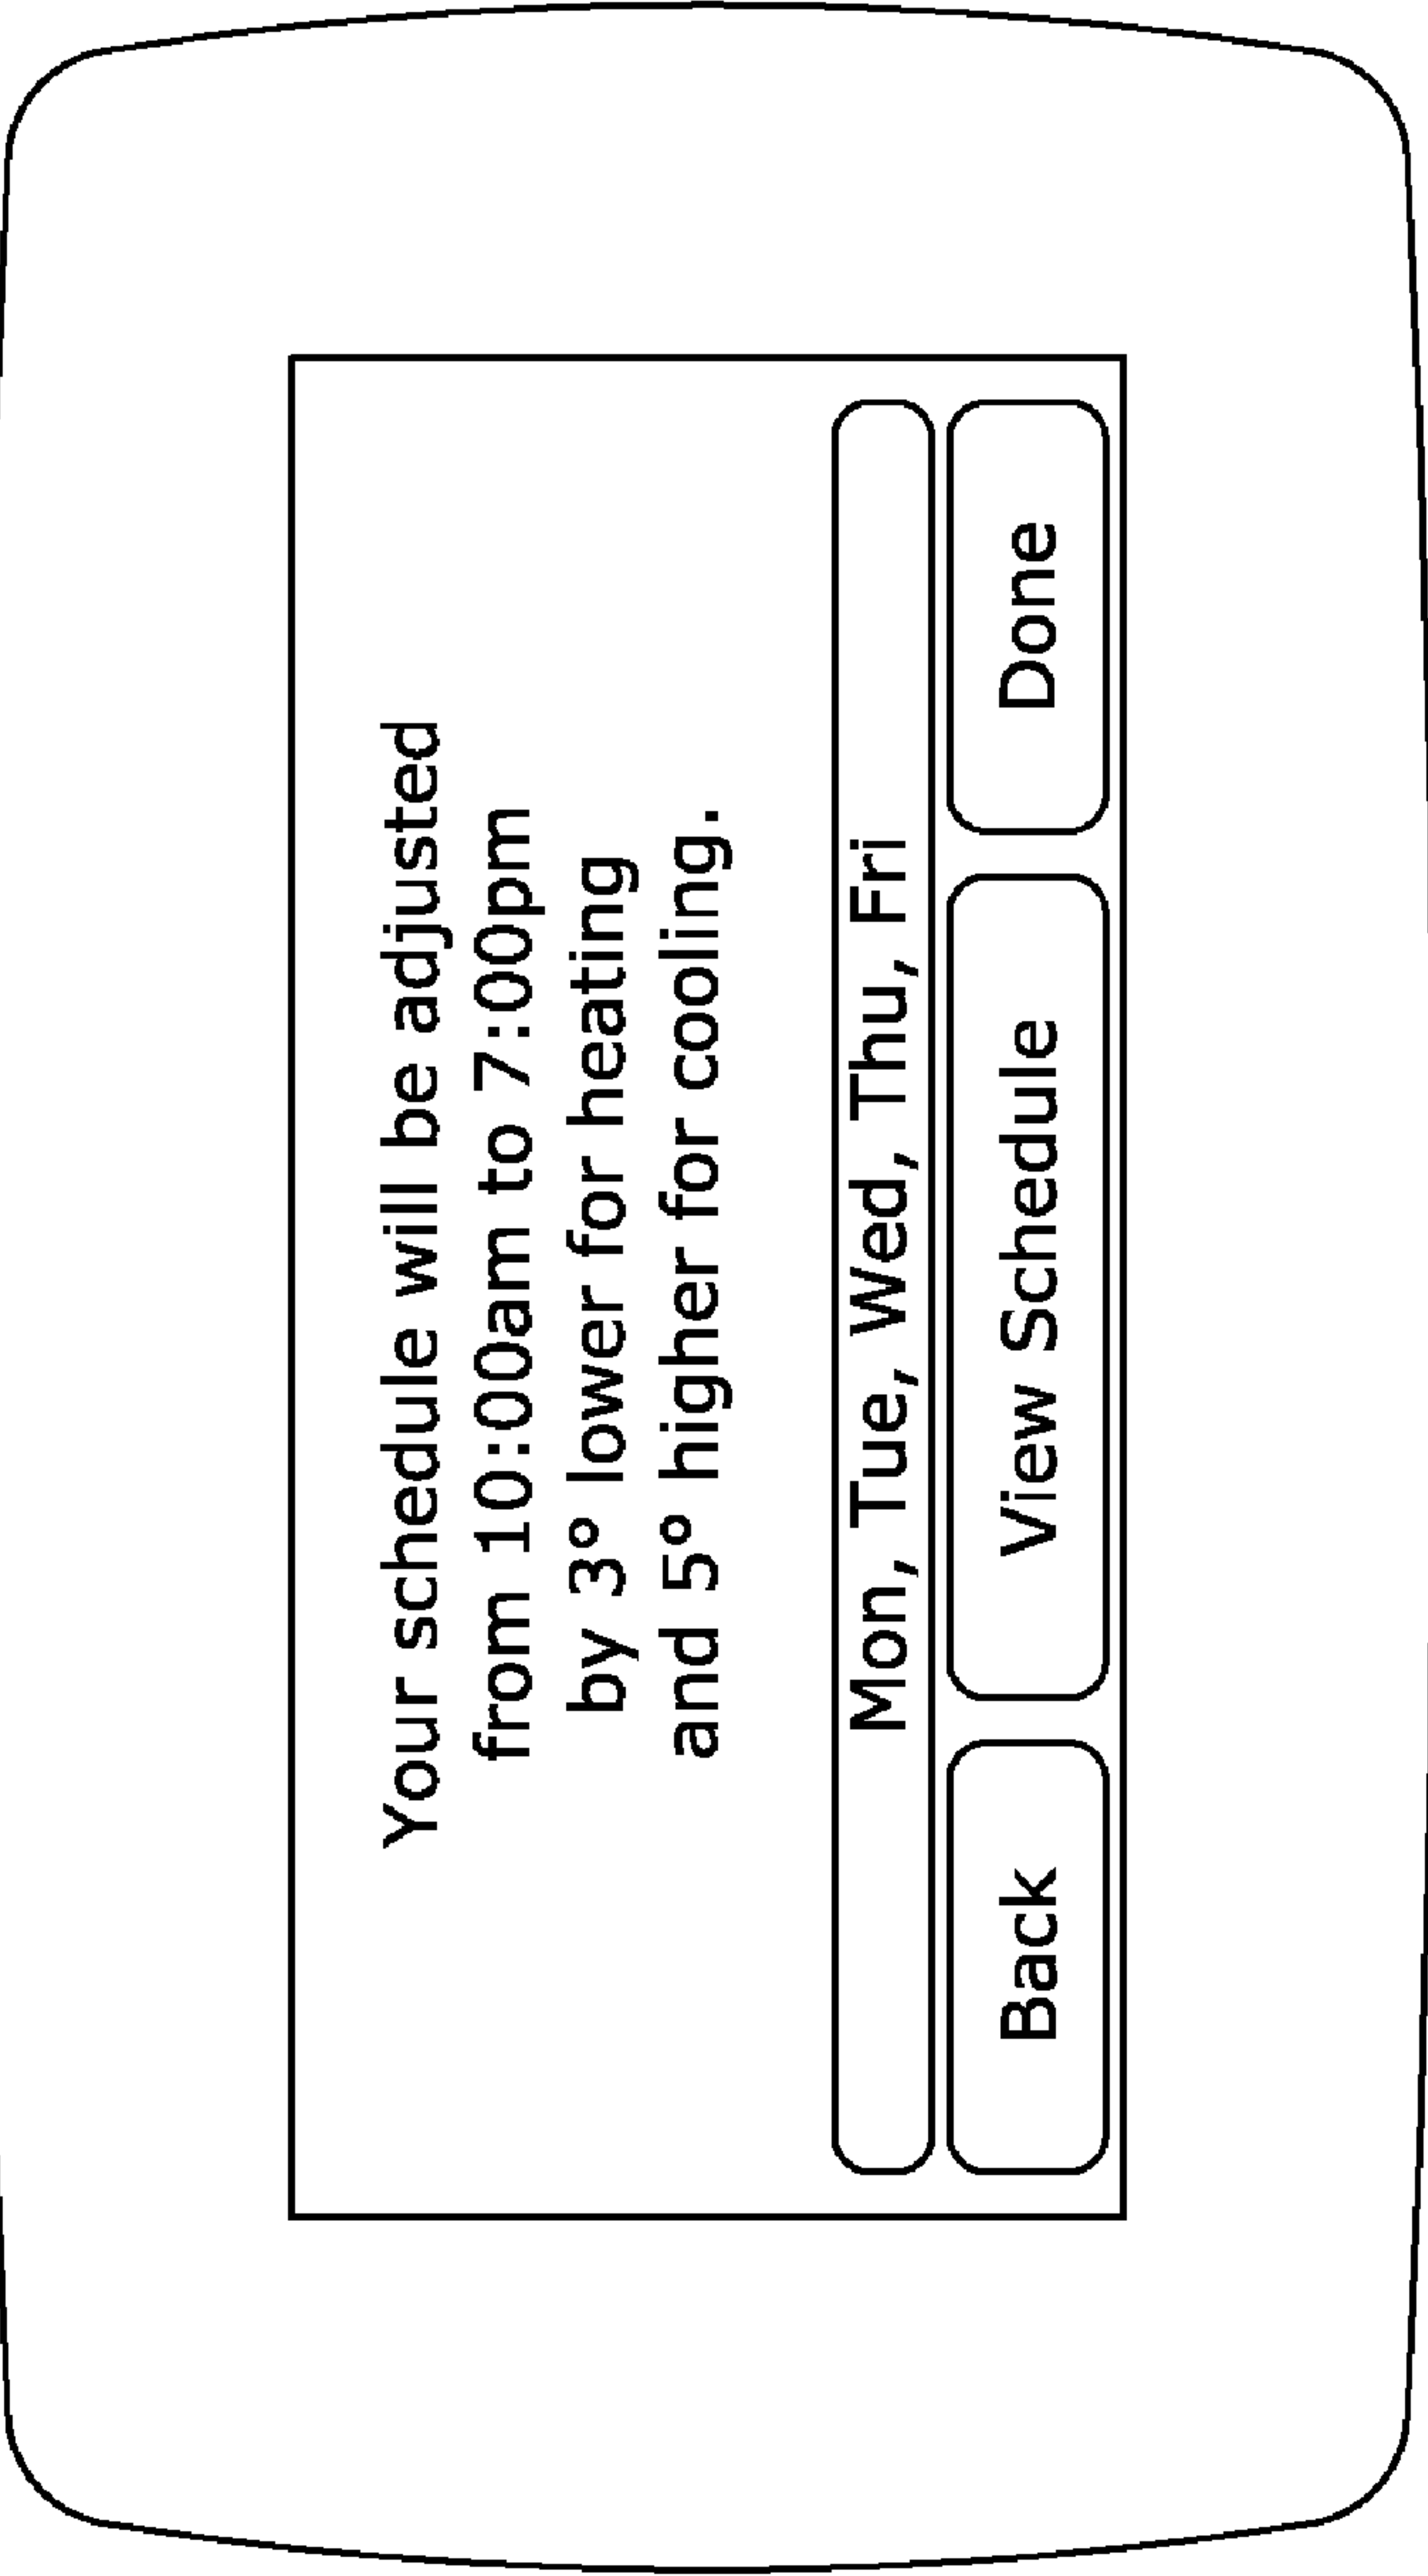 Your schedule will be adjusted
from 10:00am to 7:00pm
by 3° lower for heating
and 5° higher for cooling.
Mon, Tue, Wed, Thu, Fri
Back
View Schedule
Done